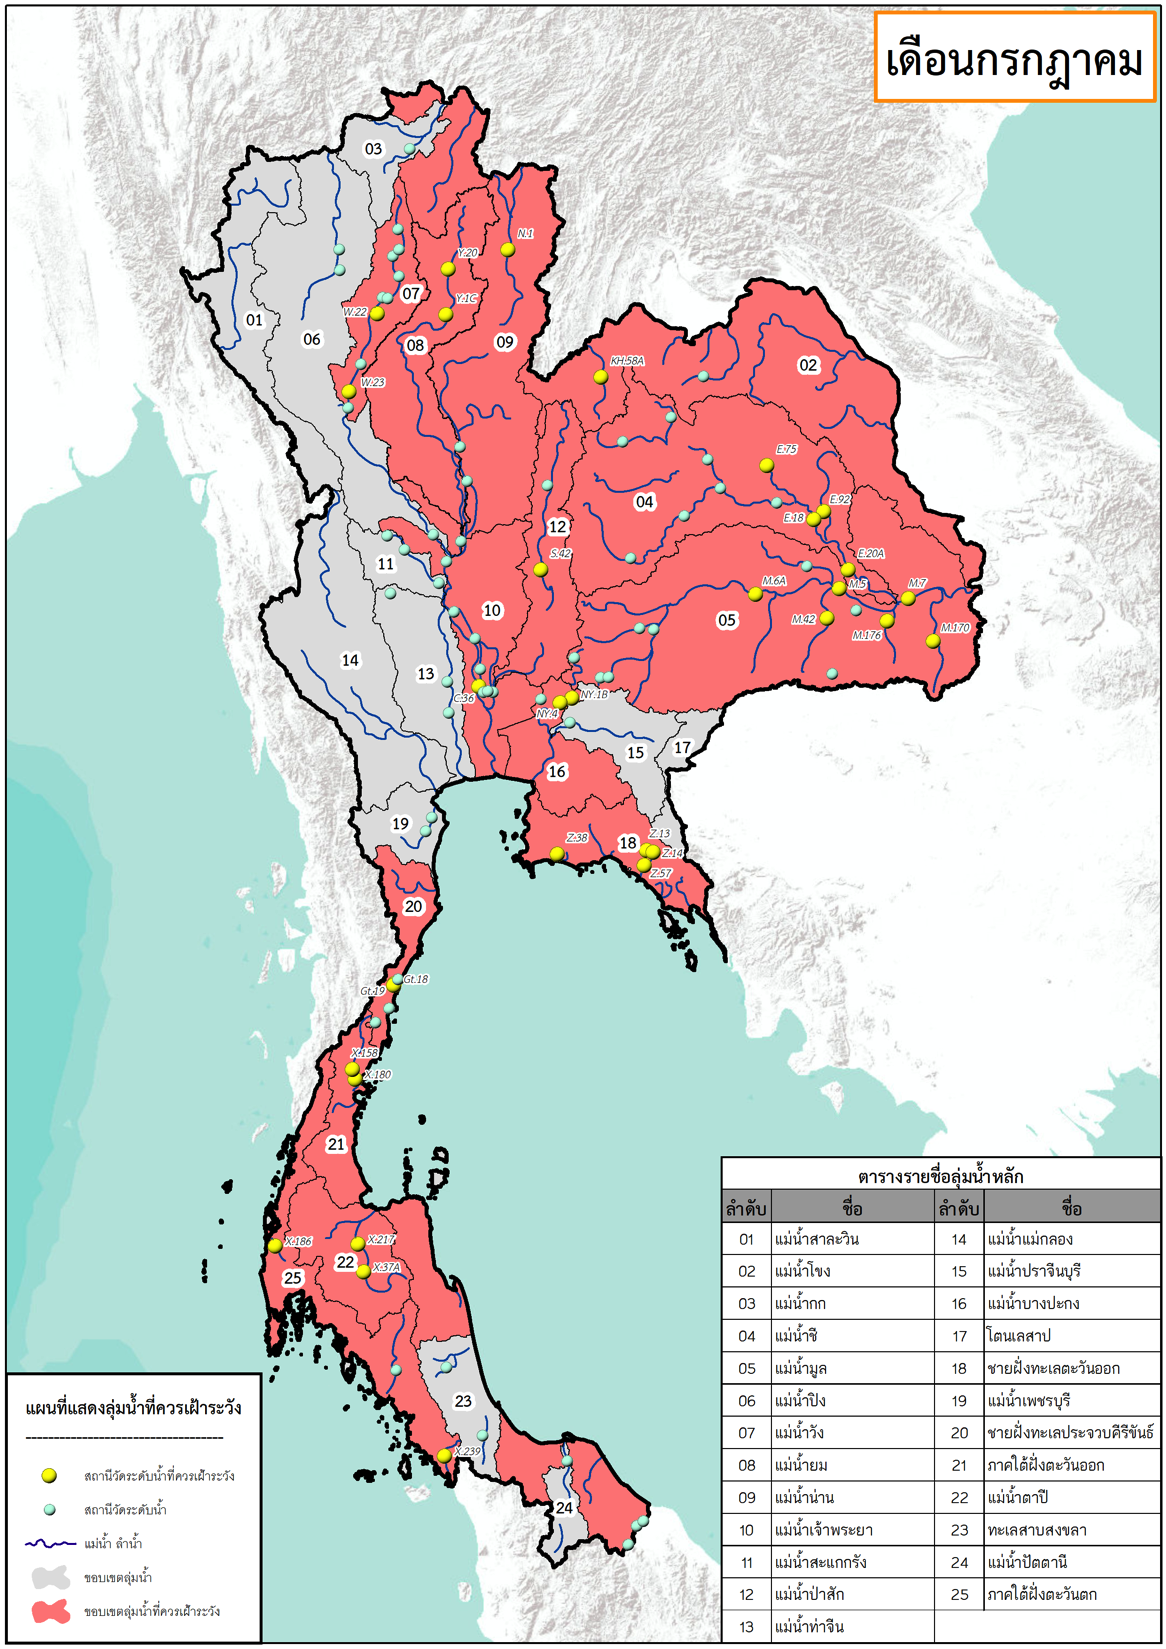 เดือนกรกฎาคม
03
N.1
Y.20
07
Y.1C
W.22
01
06
08
09
KH.58A
02
W.23
E.75
04
E.92
12
E.18
S.42
E.20A
11
M.6A
M.5
M.7
10
05
M.42
M.176
M.170
14
13
C.36
NY.1B
NY.4
15
17
16
19
Z.38
18
Z.13
Z.14
Z.57
20
Gt.18
Gt.19
X.158
X.180
21
X.186
X.217
22
X.37A
25
23
X.239
24
ตารางรายชื่อลุ่มน้ำหลัก
ลำดับ ชื่อ ลำดับ ชื่อ
01 แม่น้ำสาละวิน 14 แม่น้ำแม่กลอง
02 แม่น้ำโขง 15 แม่น้ำปราจีนบุรี
03 แม่น้ำกก 16 แม่น้ำบางปะกง
04 แม่น้ำชี 17 โตนเลสาป
05 แม่น้ำมูล 18 ชายฝั่งทะเลตะวันออก
06 แม่น้ำปิง 19 แม่น้ำเพชรบุรี
07 แม่น้ำวัง 20 ชายฝั่งทะเลประจวบคีรีขันธ์
08 แม่น้ำยม 21 ภาคใต้ฝั่งตะวันออก
09 แม่น้ำน่าน 22 แม่น้ำตาปี
10 แม่น้ำเจ้าพระยา 23 ทะเลสาบสงขลา
11 แม่น้ำสะแกกรัง 24 แม่น้ำปัตตานี
12 แม่น้ำป่าสัก 25 ภาคใต้ฝั่งตะวันตก
13 แม่น้ำท่าจีน
แผนที่แสดงลุ่มน้ำที่ควรเฝ้าระวัง
--------------------------------
สถานีวัดระดับน้ำที่ควรเฝ้าระวัง
สถานีวัดระดับน้ำ
แม่น้ำ ลำน้ำ
ขอบเขตลุ่มน้ำ
ขอบเขตลุ่มน้ำที่ควรเฝ้าระวัง